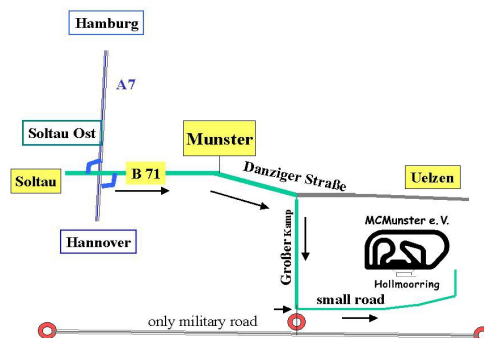 Hamburg
A7
Soltau Ost
Munster
Soltau
B 71
Danziger Straße
Uelzen
Hannover
Großer Kamp
MCMunster e. V.
Hollmoorring
small road
only military road